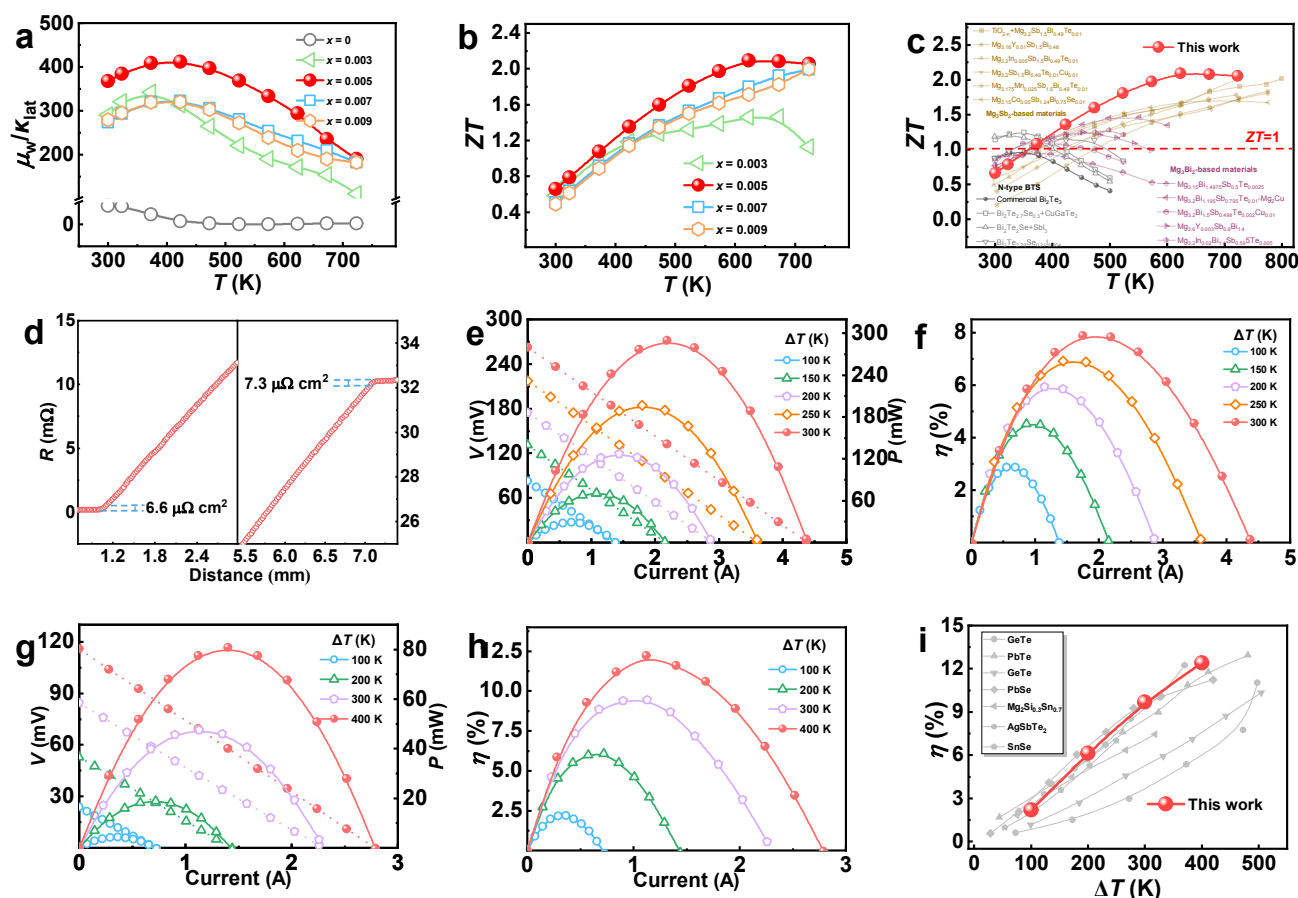 a
500
400
300
200
0
μw/κlat
300 400 500 600 700
T (K)
x = 0
x = 0.003
x = 0.005
x = 0.007
x = 0.009
b
2.4
2.0
1.6
1.2
0.8
0.4
ZT
300 400 500 600 700
T (K)
x = 0.003
x = 0.005
x = 0.007
x = 0.009
c
2.5
2.0
1.5
1.0
0.5
0.0
ZT
300 400 500 600 700 800
T (K)
This work
ZT=1
Mg3Sb2-based materials
Mg3Bi2-based materials
N-type BTS
Commercial Bi2Te3
Bi2Te2.7Se0.3+CuGaTe2
Bi2Te2Se+SbI3
d
15
10
5
0
R (mΩ)
33
32
30
29
28
26
7.3 μΩ cm2
6.6 μΩ cm2
1.2 1.8 2.4 5.5 6.0 6.5 7.0
Distance (mm)
e
300
240
180
120
60
V (mV)
300
240
180
120
60
P (mW)
0 1 2 3 4 5
Current (A)
ΔT (K)
100 K
150 K
200 K
250 K
300 K
f
8
6
4
2
η (%)
0 1 2 3 4 5
Current (A)
ΔT (K)
100 K
150 K
200 K
250 K
300 K
g
120
90
60
30
V (mV)
80
60
40
20
P (mW)
0 1 2 3
Current (A)
ΔT (K)
100 K
200 K
300 K
400 K
h
12.5
10.0
7.5
5.0
2.5
η (%)
0 1 2 3
Current (A)
ΔT (K)
100 K
200 K
300 K
400 K
i
15
12
9
6
3
0
η (%)
100 200 300 400 500
ΔT (K)
GeTe
PbTe
GeTe
PbSe
Mg2Si0.3Sn0.7
AgSbTe2
SnSe
This work